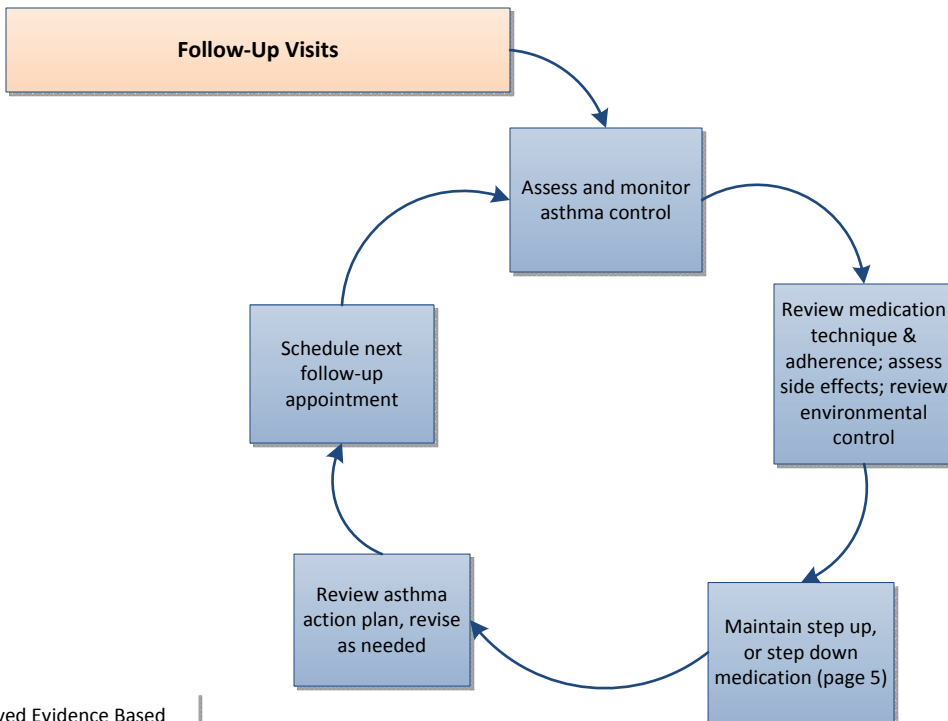 Follow-Up Visits
Assess and monitor
asthma control
Review medication
technique &
adherence; assess
side effects; review
environmental
control
Maintain step up,
or step down
medication (page 5)
Review asthma
action plan, revise
as needed
Schedule next
follow-up
appointment
ved Evidence Based